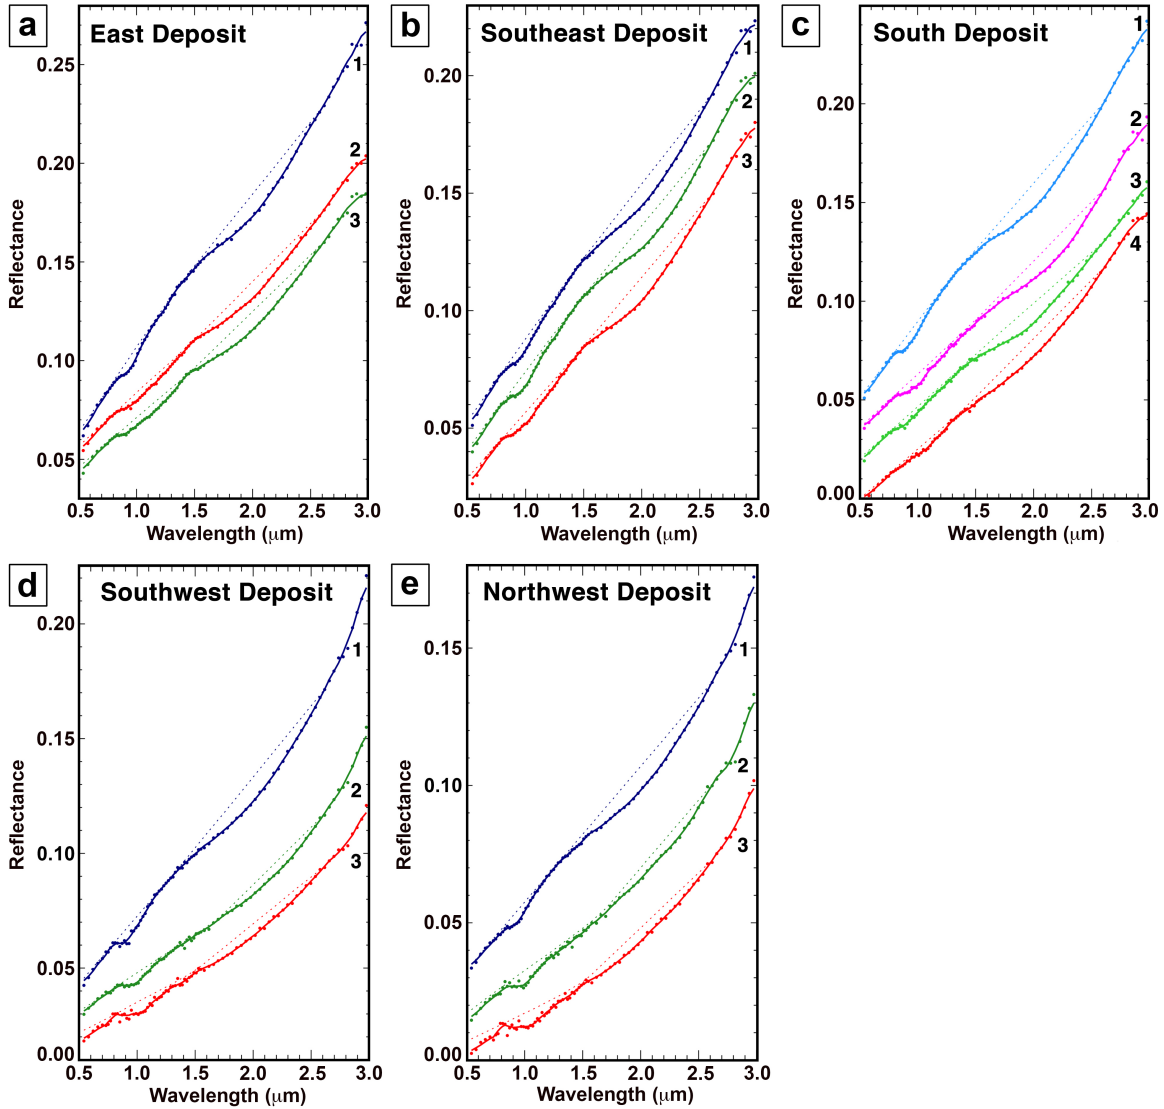 a East Deposit
0.25
0.20
0.15
0.10
0.05
Reflectance
1
2
3
0.5 1.0 1.5 2.0 2.5 3.0
Wavelength (μm)
b Southeast Deposit
0.20
0.15
0.10
0.05
Reflectance
1
2
3
0.5 1.0 1.5 2.0 2.5 3.0
Wavelength (μm)
c South Deposit
0.20
0.15
0.10
0.05
0.00
Reflectance
1
2
3
4
0.5 1.0 1.5 2.0 2.5 3.0
Wavelength (μm)
d Southwest Deposit
0.20
0.15
0.10
0.05
0.00
Reflectance
1
2
3
0.5 1.0 1.5 2.0 2.5 3.0
Wavelength (μm)
e Northwest Deposit
0.15
0.10
0.05
0.00
Reflectance
1
2
3
0.5 1.0 1.5 2.0 2.5 3.0
Wavelength (μm)